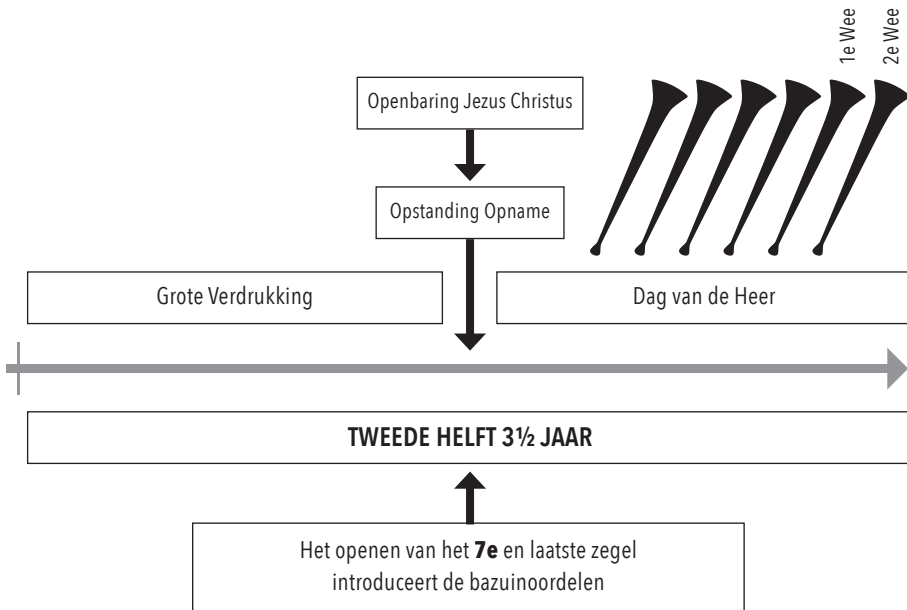 1e Wee
2e Wee
Openbaring Jezus Christus
Opstanding Opname
Grote Verdrukking
Dag van de Heer
TWEEDE HELFT 3½ JAAR
Het openen van het 7e en laatste zegel
introduceert de bazuinoordelen